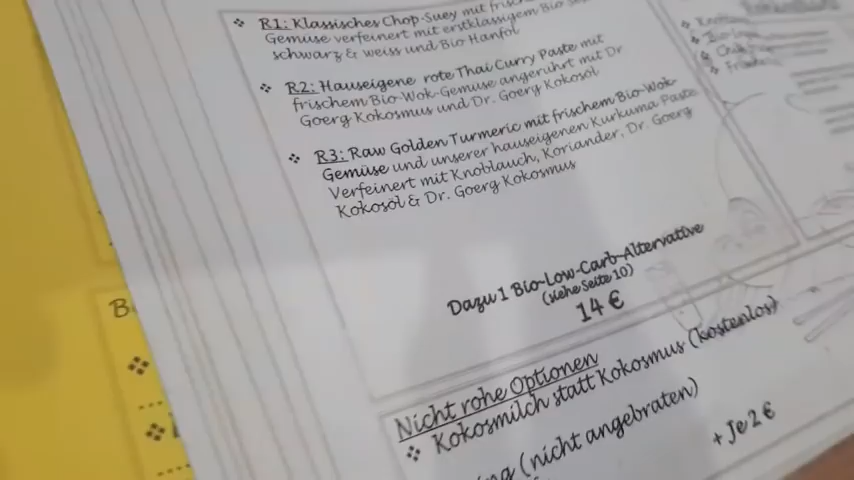 R1: Klassisches Chop-Suey mit
Gemüse verfeinert mit erstklassigem Bio
schwarz & weiss und Bio Hanföl
R2: Hauseigene rote Thai Curry Paste mit
frischem Bio-Wok-Gemüse angerührt mit Dr
Goerg Kokosmus und Dr. Goerg Kokosöl
R3: Raw Golden Turmeric mit frischem Bio-Wok-
Gemüse und unserer hauseigenen Kurkuma Paste
Verfeinert mit Knoblauch, Koriander, Dr. Goerg
Kokosöl & Dr. Goerg Kokosmus
Dazu 1 Bio-Low-Carb-Alternative
(siehe Seite 10)
14 €
Nicht rohe Optionen
Kokosmilch statt Kokosmus (kostenlos)
(nicht angebraten)
+ Je 2 €